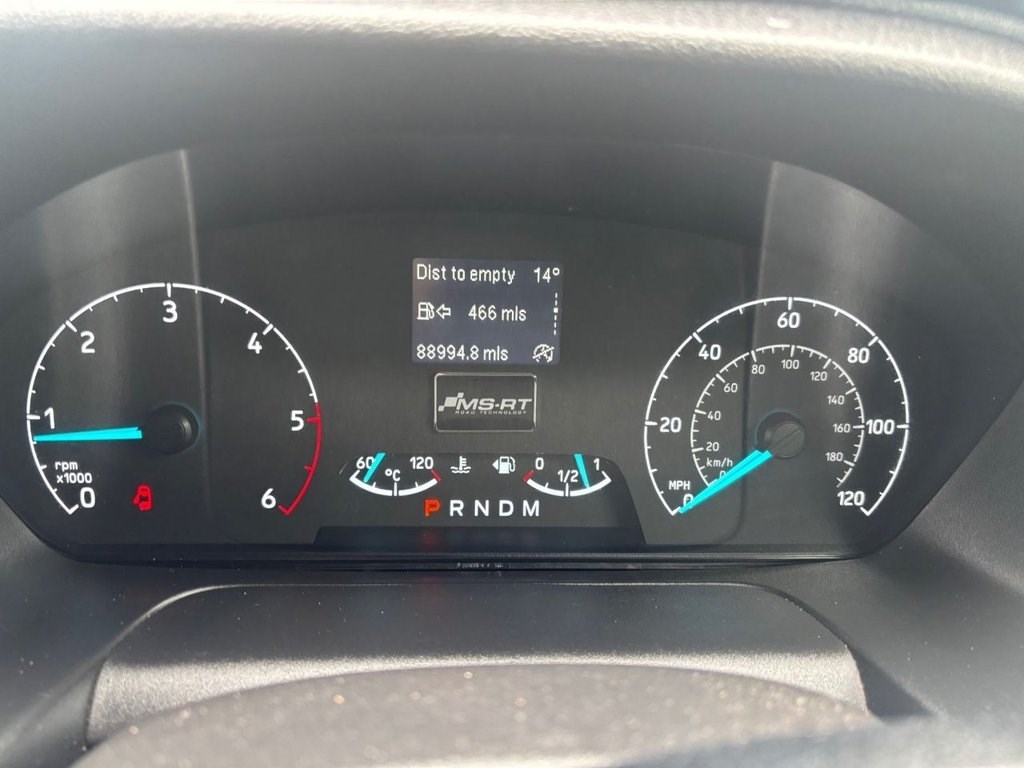 Dist to empty 14°
466 mls
88994.8 mls
MS-RT
ROAD TECHNOLOGY
0 1 2 3 4 5 6
rpm
x1000
60 °C 120
0 1/2 1
P R N D M
0 20 40 60 80 100 120
MPH
0 20 40 60 80 100 120 140 160 180
km/h